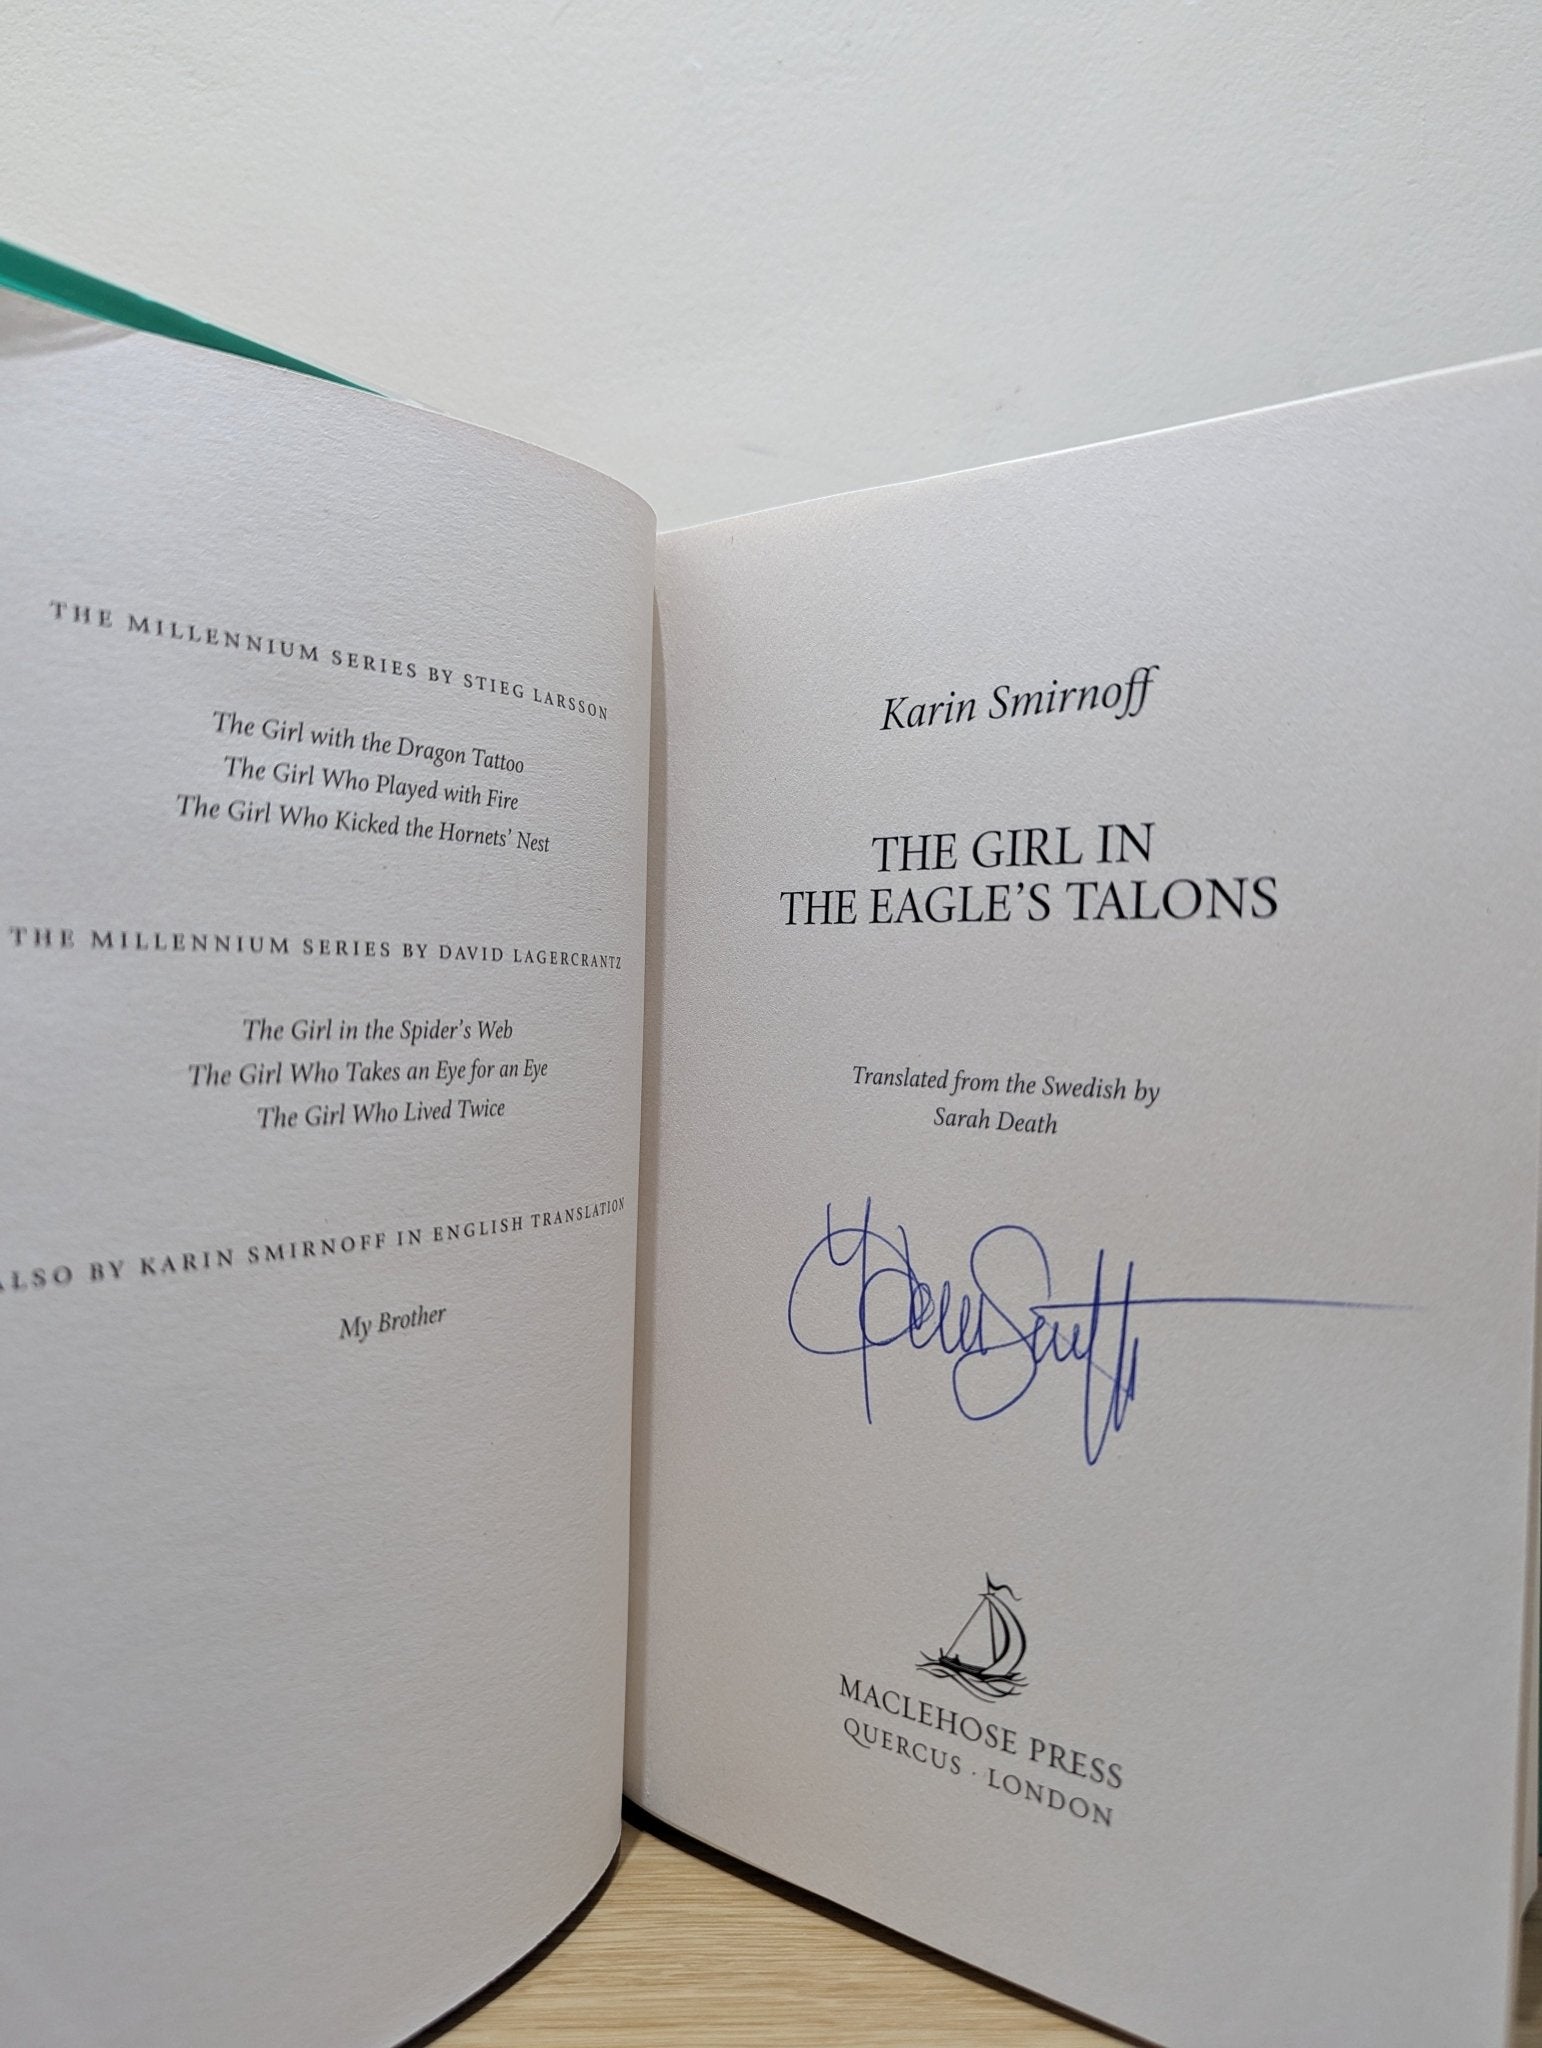 THE MILLENNIUM SERIES BY STIEG LARSSON
The Girl with the Dragon Tattoo
The Girl Who Played with Fire
The Girl Who Kicked the Hornets’ Nest
THE MILLENNIUM SERIES BY DAVID LAGERCRANTZ
The Girl in the Spider’s Web
The Girl Who Takes an Eye for an Eye
The Girl Who Lived Twice
ALSO BY KARIN SMIRNOFF IN ENGLISH TRANSLATION
My Brother
Karin Smirnoff
THE GIRL IN
THE EAGLE’S TALONS
Translated from the Swedish by
Sarah Death
MACLEHOSE PRESS
QUERCUS · LONDON